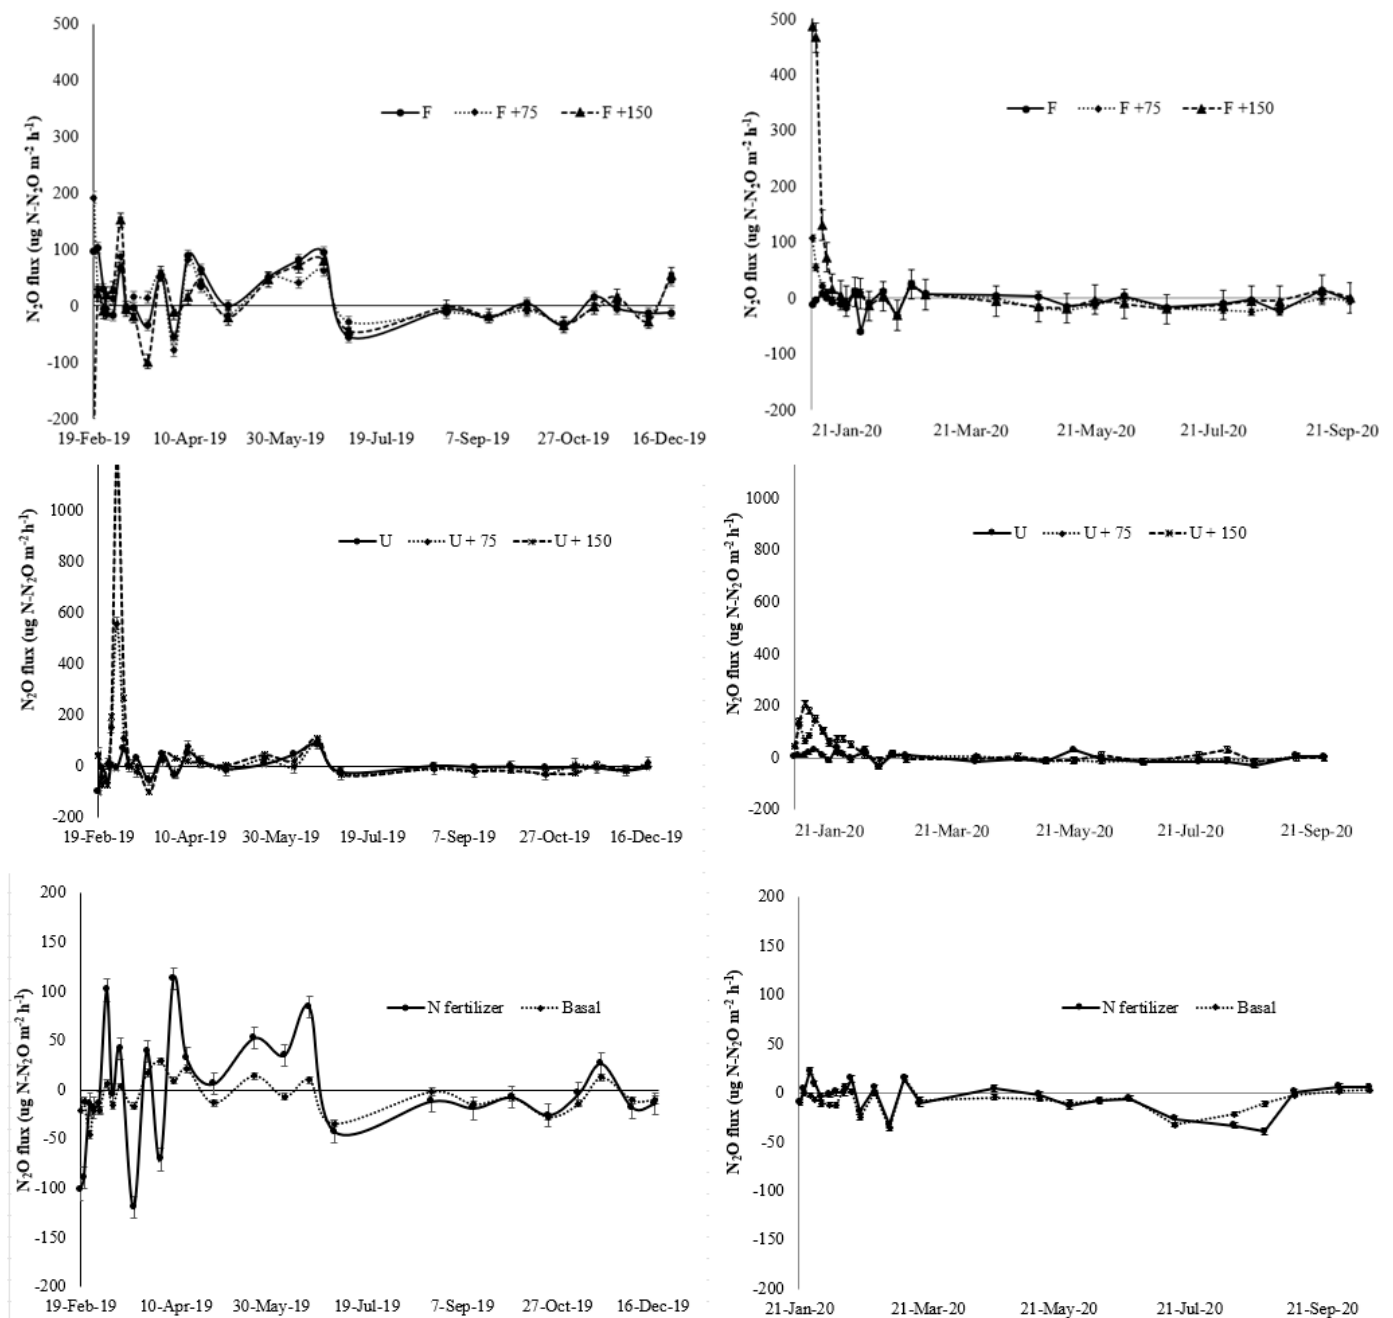 500
400
300
200
100
0
-100
-200
N₂O flux (ug N-N₂O m⁻² h⁻¹)
F F +75 F +150
19-Feb-19 10-Apr-19 30-May-19 19-Jul-19 7-Sep-19 27-Oct-19 16-Dec-19
500
400
300
200
100
0
-100
-200
N₂O flux (ug N-N₂O m⁻² h⁻¹)
F F +75 F +150
21-Jan-20 21-Mar-20 21-May-20 21-Jul-20 21-Sep-20
1000
800
600
400
200
0
-200
N₂O flux (ug N-N₂O m⁻² h⁻¹)
U U + 75 U + 150
19-Feb-19 10-Apr-19 30-May-19 19-Jul-19 7-Sep-19 27-Oct-19 16-Dec-19
1000
800
600
400
200
0
-200
N₂O flux (ug N-N₂O m⁻² h⁻¹)
U U + 75 U + 150
21-Jan-20 21-Mar-20 21-May-20 21-Jul-20 21-Sep-20
200
150
100
50
0
-50
-100
-150
-200
N₂O flux (ug N-N₂O m⁻² h⁻¹)
N fertilizer Basal
19-Feb-19 10-Apr-19 30-May-19 19-Jul-19 7-Sep-19 27-Oct-19 16-Dec-19
200
150
100
50
0
-50
-100
-150
-200
N₂O flux (ug N-N₂O m⁻² h⁻¹)
N fertilizer Basal
21-Jan-20 21-Mar-20 21-May-20 21-Jul-20 21-Sep-20